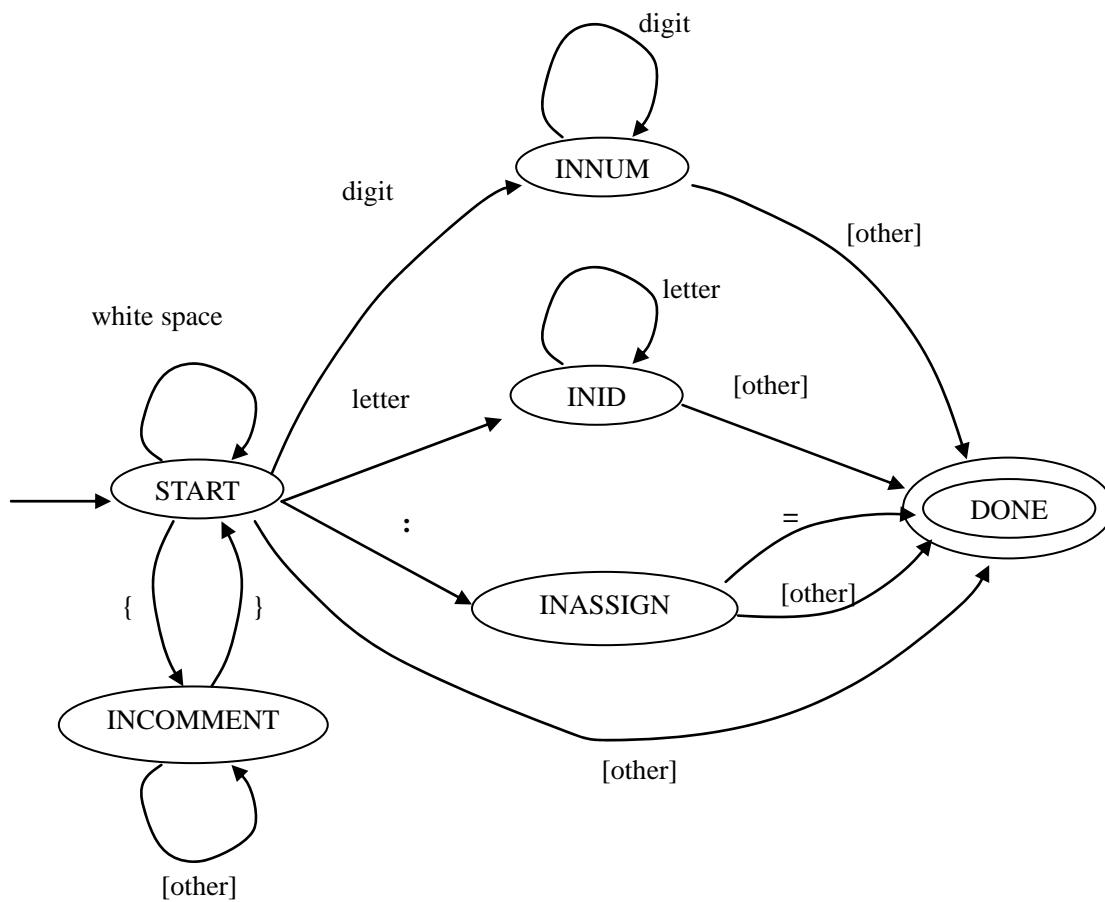 digit
INNUM
digit
[other]
letter
white space
INID
[other]
letter
START
DONE
:
=
INASSIGN
[other]
{
}
INCOMMENT
[other]
[other]